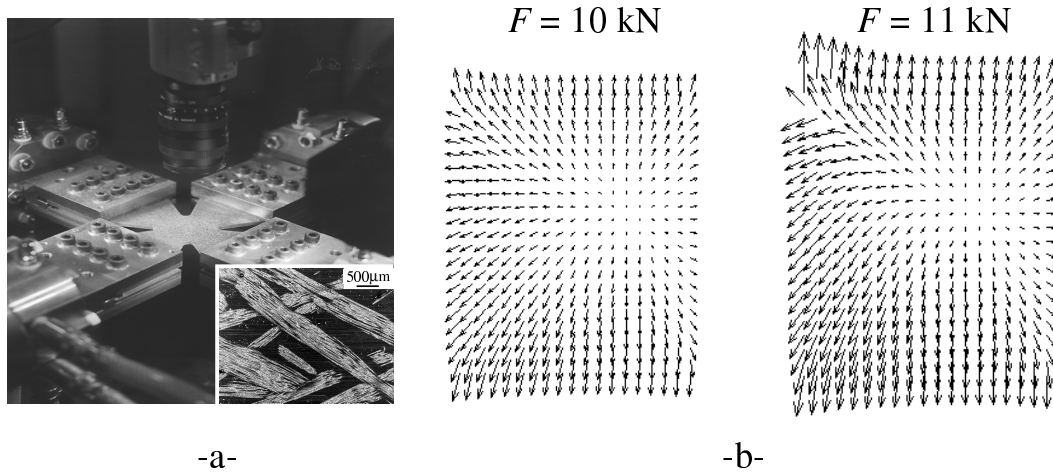 F = 10 kN
F = 11 kN
500μm
-a-
-b-